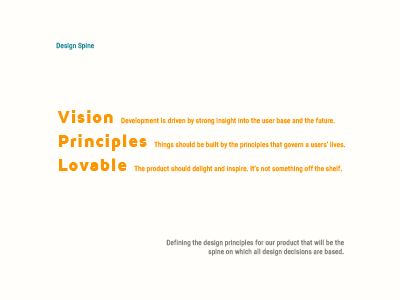 Design Spine
Vision Development is driven by strong insight into the user base and the future.
Principles Things should be built by the principles that govern a users' lives.
Lovable The product should delight and inspire. It's not something off the shelf.
Defining the design principles for our product that will be the
spine on which all design decisions are based.